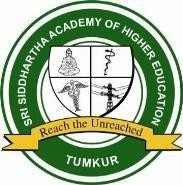 SRI SIDDHARTHA ACADEMY OF HIGHER EDUCATION
Reach the Unreached
TUMKUR